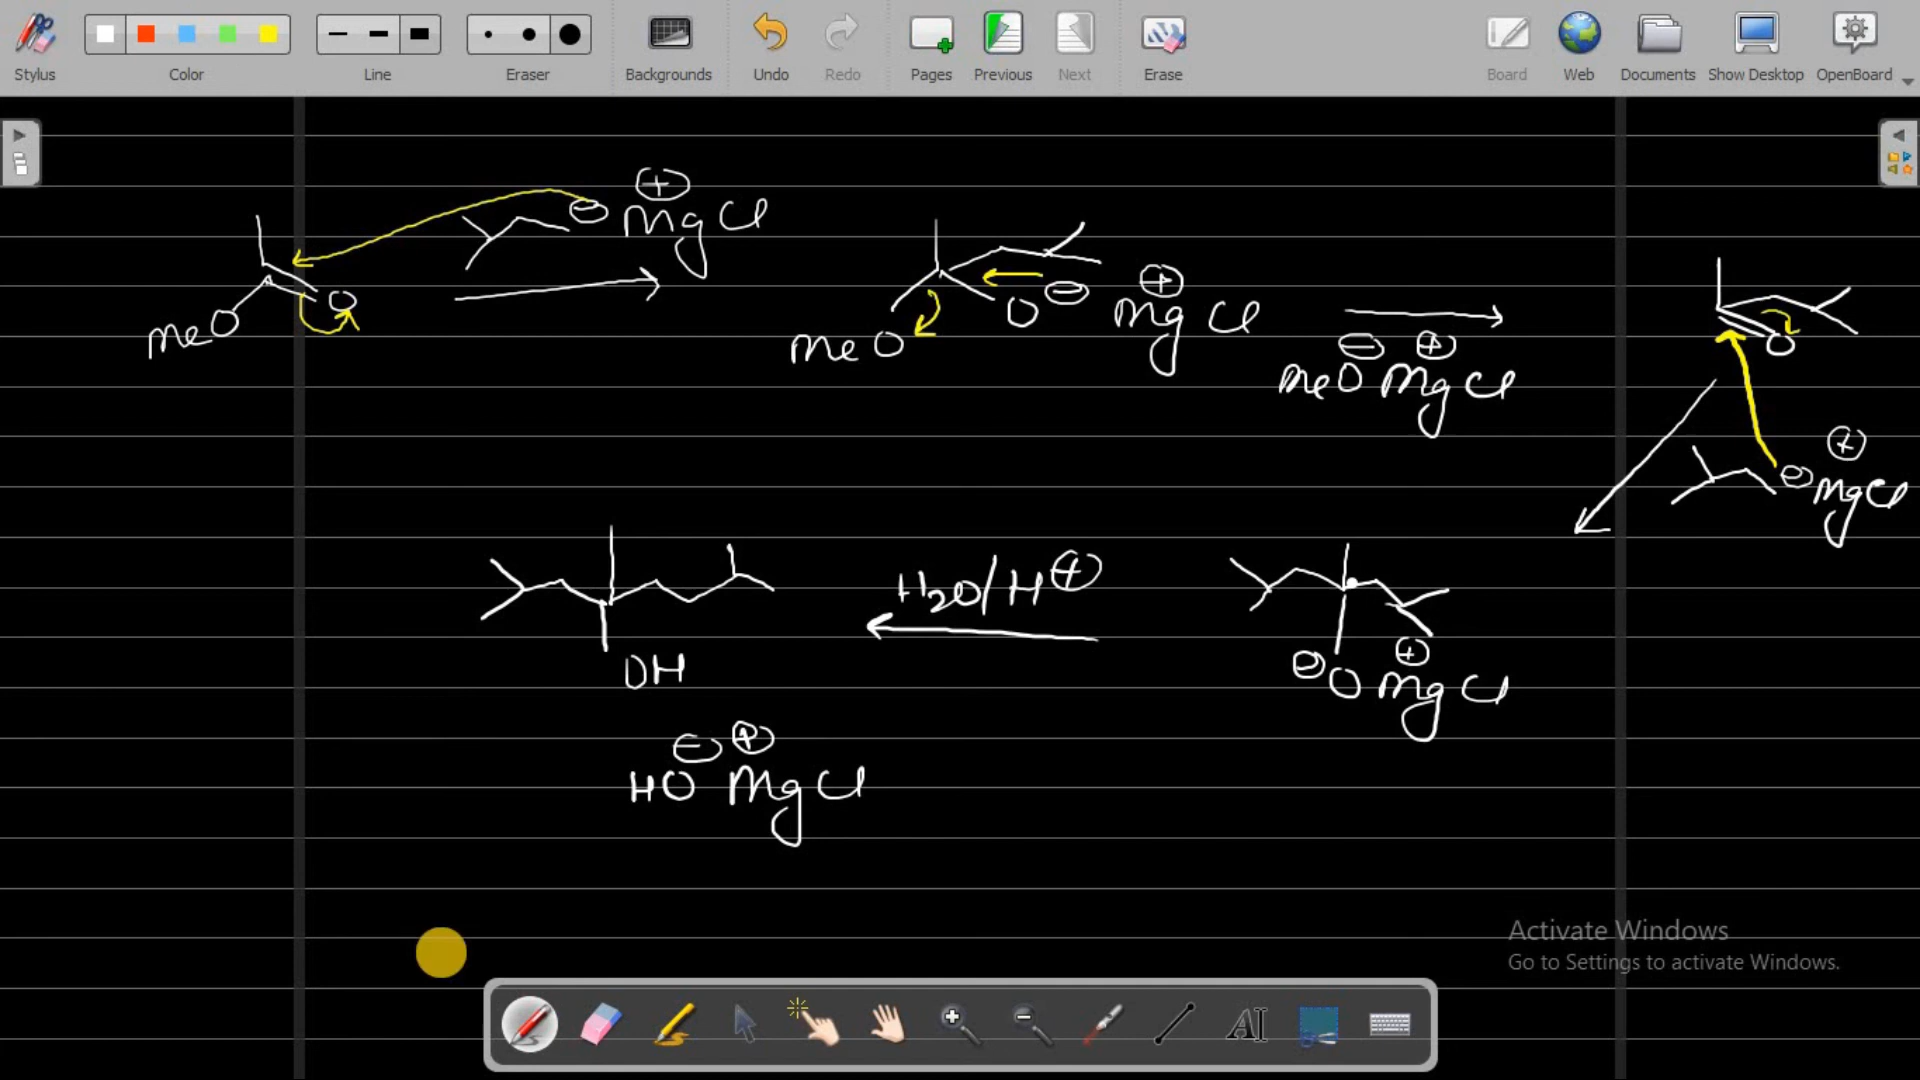 Stylus
Color
Line
Eraser
Backgrounds
Undo
Redo
Pages
Previous
Next
Erase
Board
Web
Documents
Show Desktop
OpenBoard
⊖ ⊕ MgCl
MeO
O
MeO
O ⊖ ⊕ MgCl
⊖ ⊕
MeO MgCl
O
⊖ ⊕ MgCl
OH
H₂O/H⊕
⊖O ⊕ MgCl
⊖ ⊕
HO MgCl
Activate Windows
Go to Settings to activate Windows.
AI